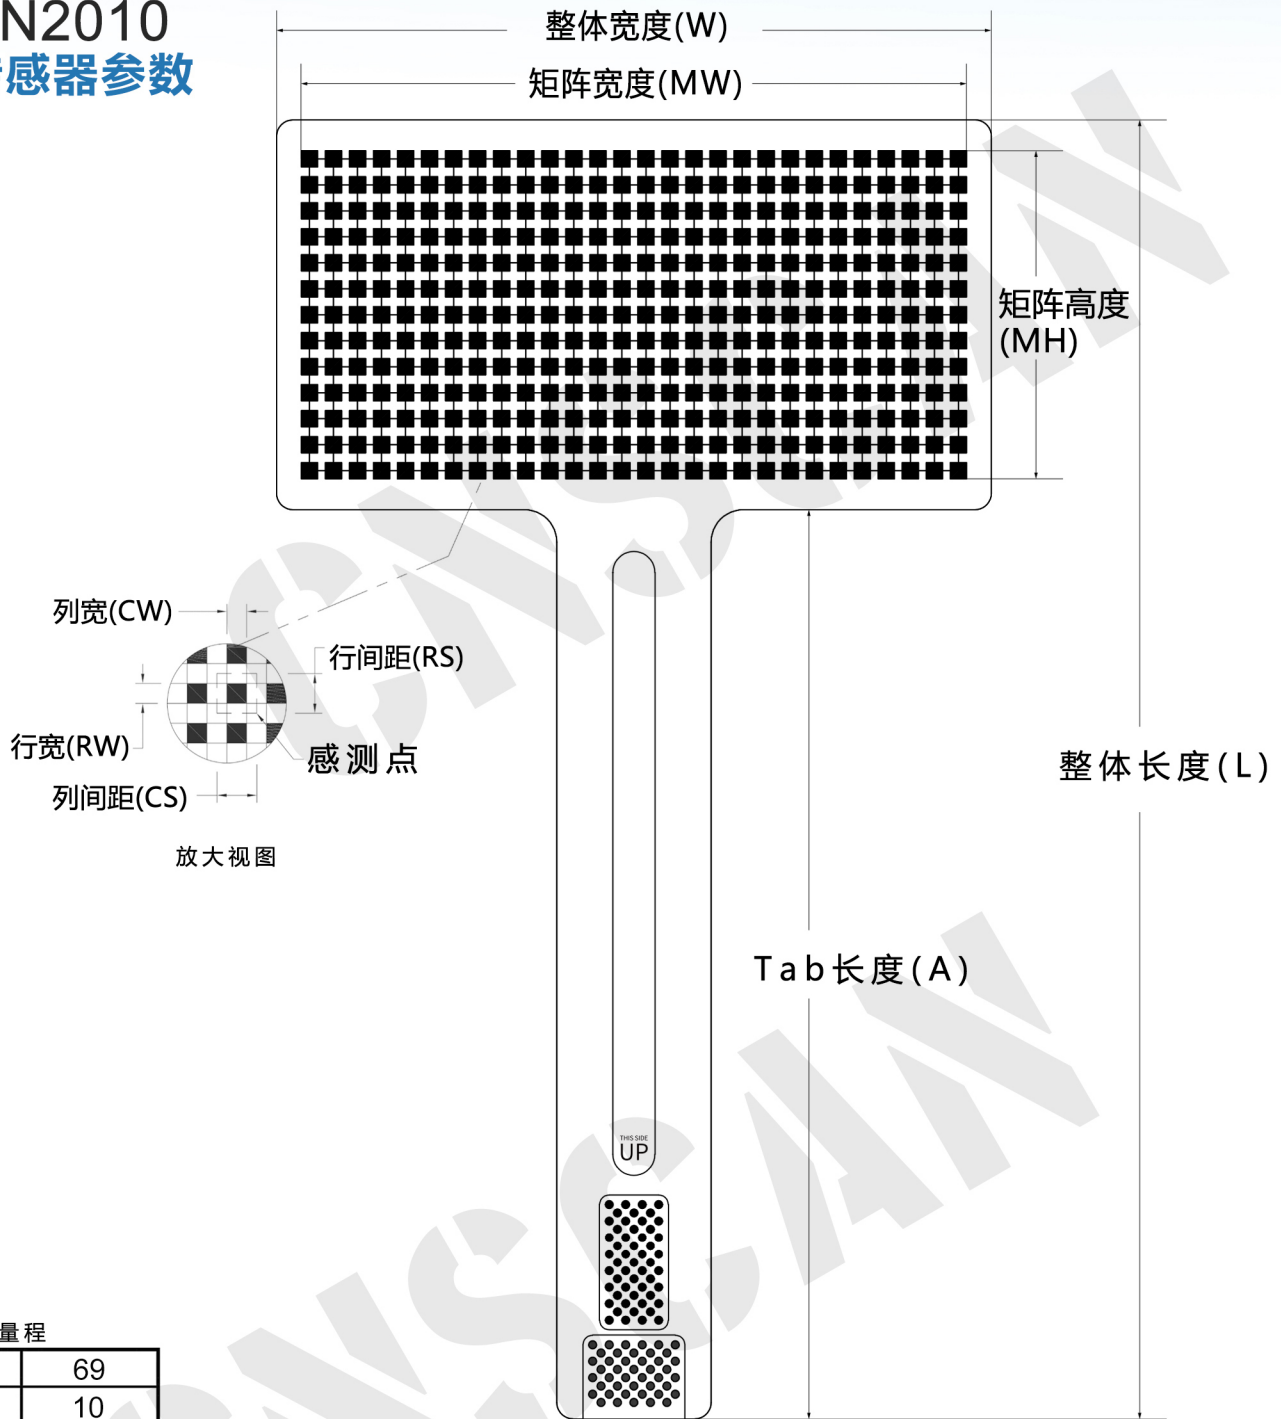 N2010
感器参数
整体宽度(W)
矩阵宽度(MW)
矩阵高度
(MH)
列宽(CW)
行间距(RS)
行宽(RW)
感测点
列间距(CS)
放大视图
整体长度(L)
Tab长度(A)
THIS SIDE
UP
量程
69
10
CNSCAN
CNSCAN